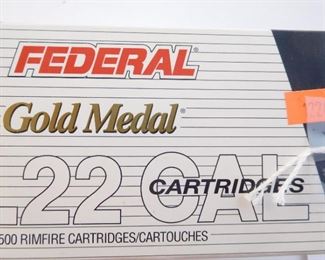 FEDERAL®
Gold Medal®
.22 CAL
CARTRIDGES
500 RIMFIRE CARTRIDGES/CARTOUCHES